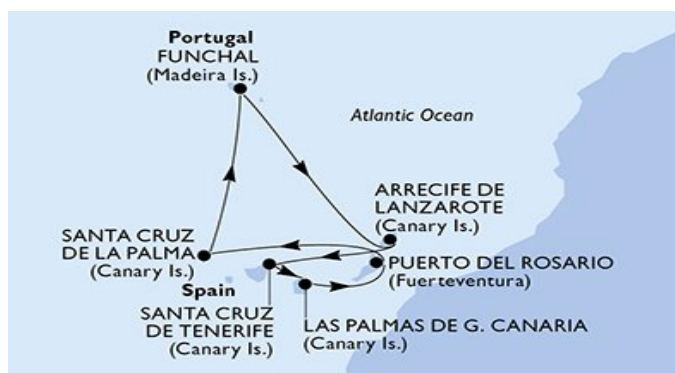 Portugal
FUNCHAL
(Madeira Is.)
Atlantic Ocean
ARRECIFE DE
LANZAROTE
(Canary Is.)
SANTA CRUZ
DE LA PALMA
(Canary Is.)
PUERTO DEL ROSARIO
(Fuerteventura)
Spain
SANTA CRUZ
DE TENERIFE
(Canary Is.)
LAS PALMAS DE G. CANARIA
(Canary Is.)